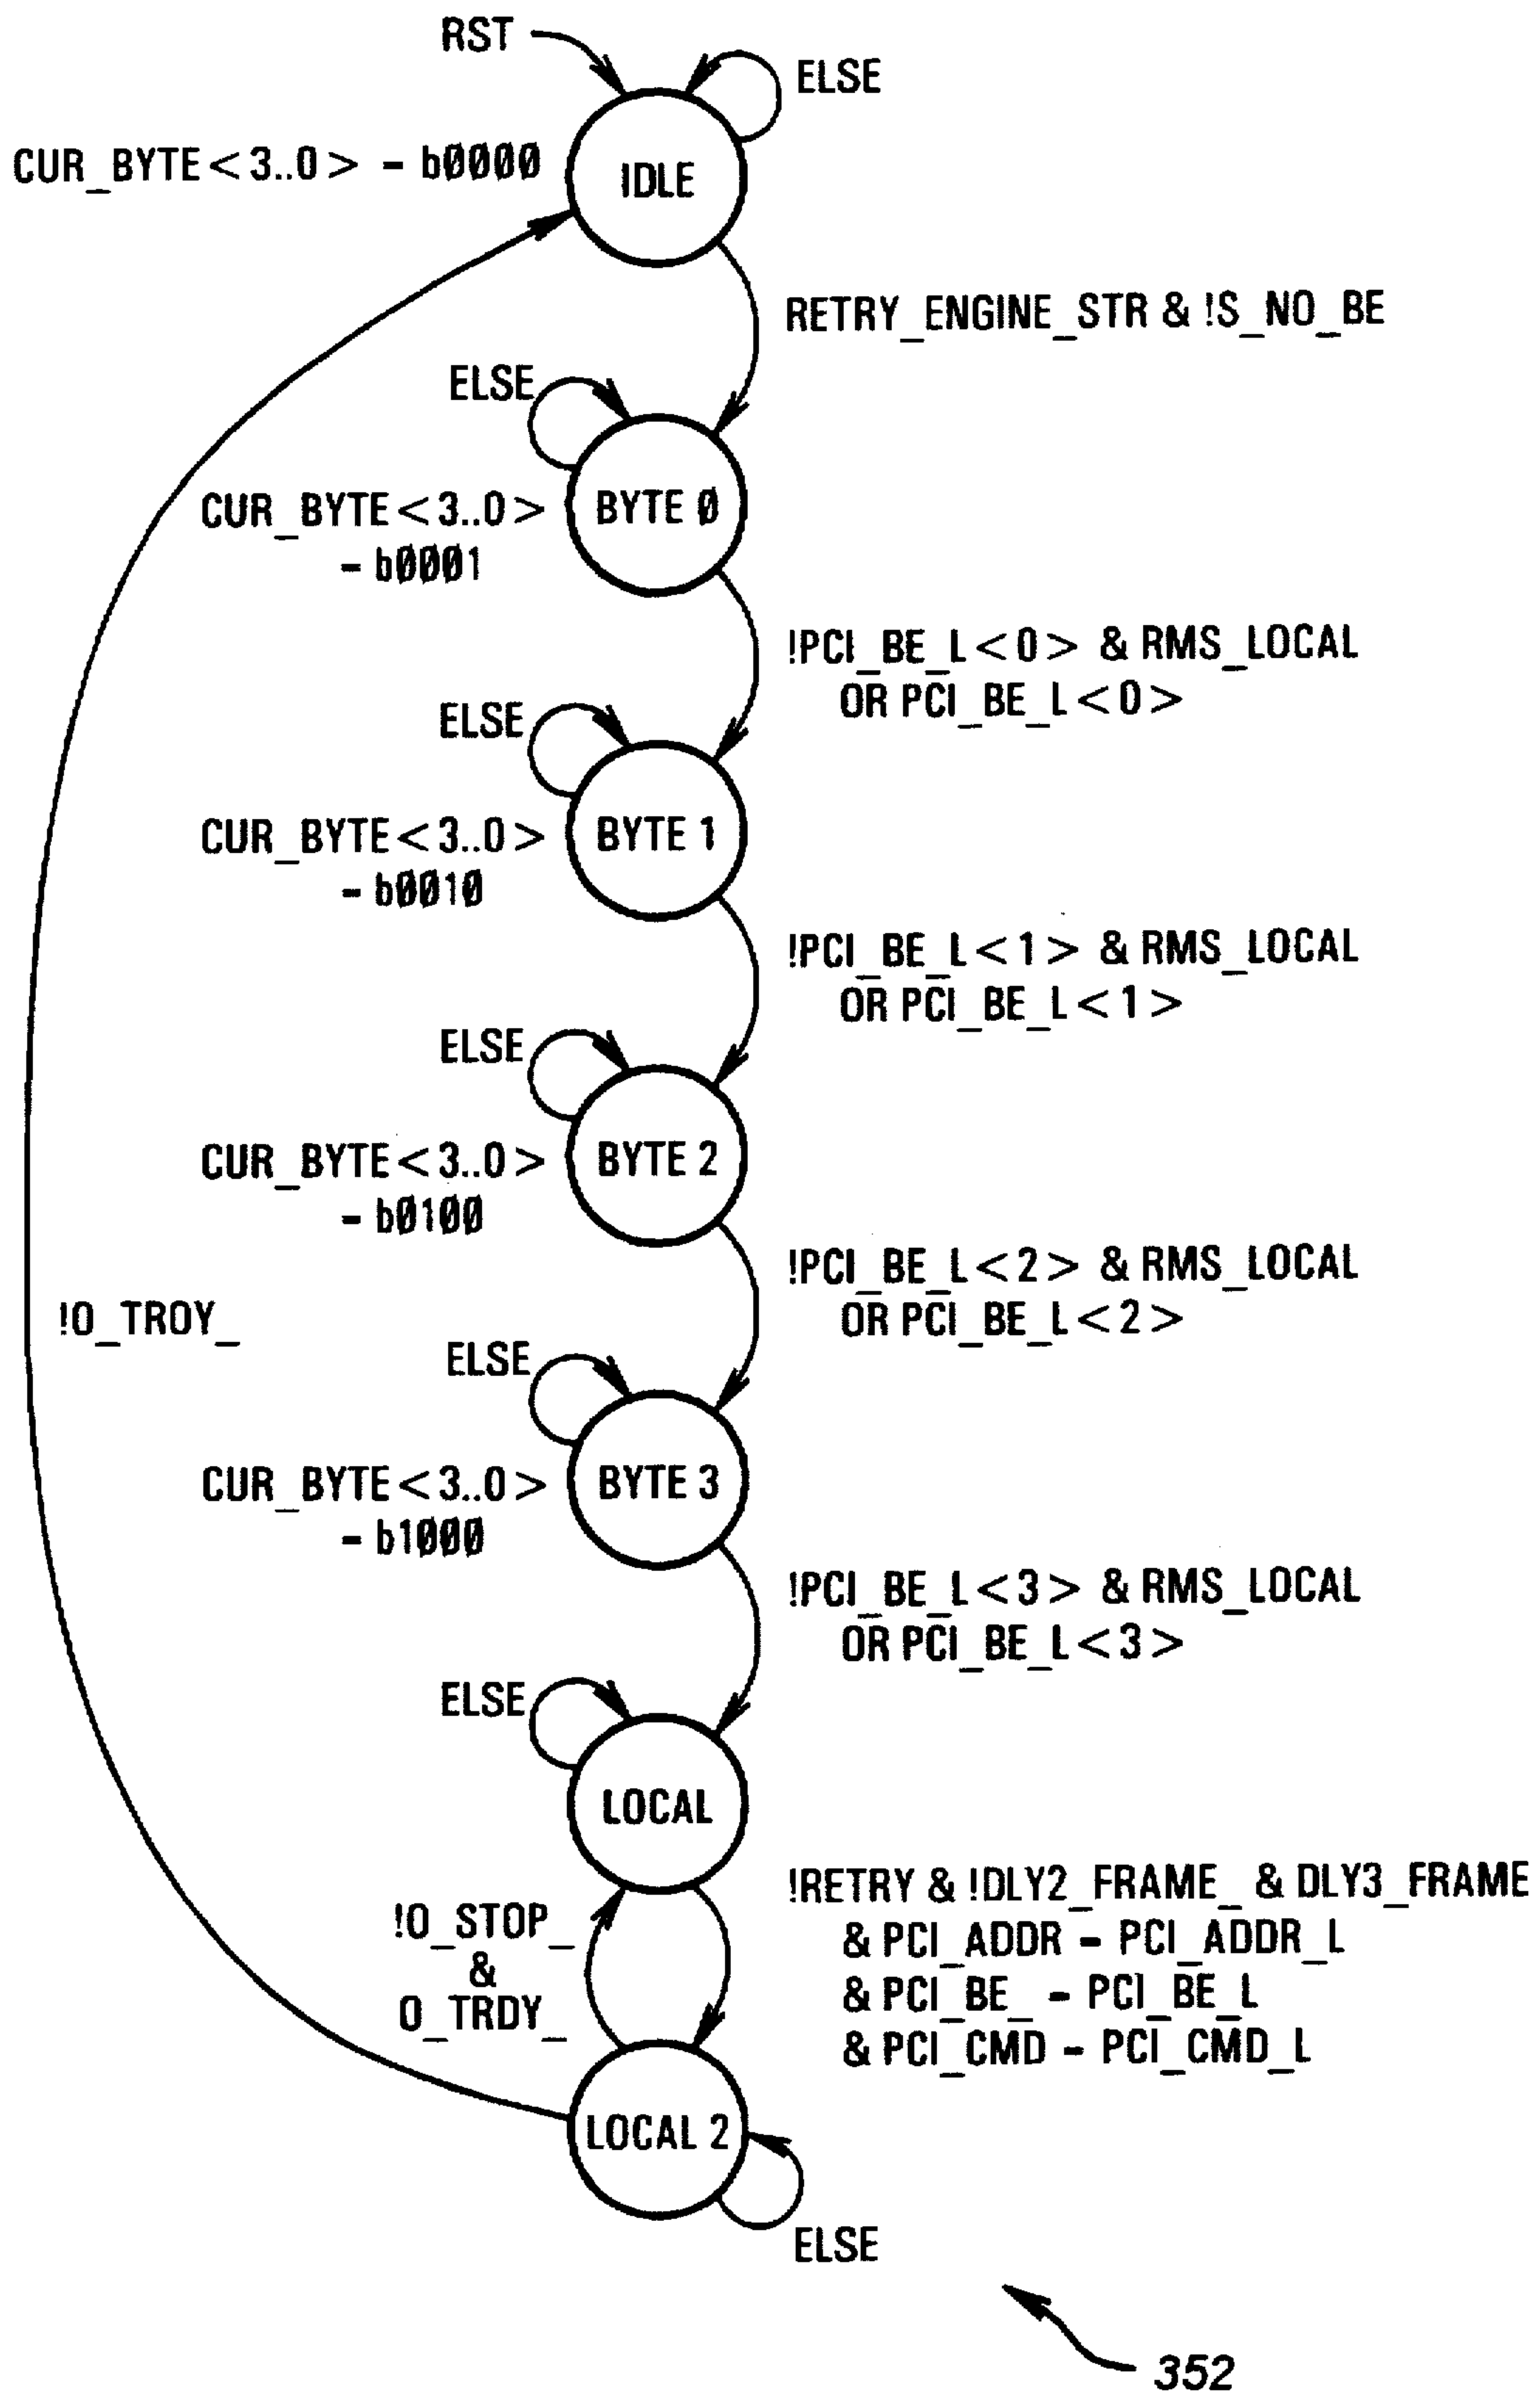 RST
ELSE
CUR_BYTE<3..0> - b0000
IDLE
RETRY_ENGINE_STR & !S_NO_BE
ELSE
CUR_BYTE<3..0>
- b0001
BYTE 0
!PCI_BE_L<0> & RMS_LOCAL
OR PCI_BE_L<0>
ELSE
CUR_BYTE<3..0>
- b0010
BYTE 1
!PCI_BE_L<1> & RMS_LOCAL
OR PCI_BE_L<1>
ELSE
CUR_BYTE<3..0>
- b0100
BYTE 2
!PCI_BE_L<2> & RMS_LOCAL
OR PCI_BE_L<2>
!O_TROY_
ELSE
CUR_BYTE<3..0>
- b1000
BYTE 3
!PCI_BE_L<3> & RMS_LOCAL
OR PCI_BE_L<3>
ELSE
LOCAL
!RETRY & !DLY2_FRAME_ & DLY3_FRAME
& PCI_ADDR - PCI_ADDR_L
& PCI_BE_ - PCI_BE_L
& PCI_CMD - PCI_CMD_L
!O_STOP_
&
O_TRDY_
LOCAL 2
ELSE
352